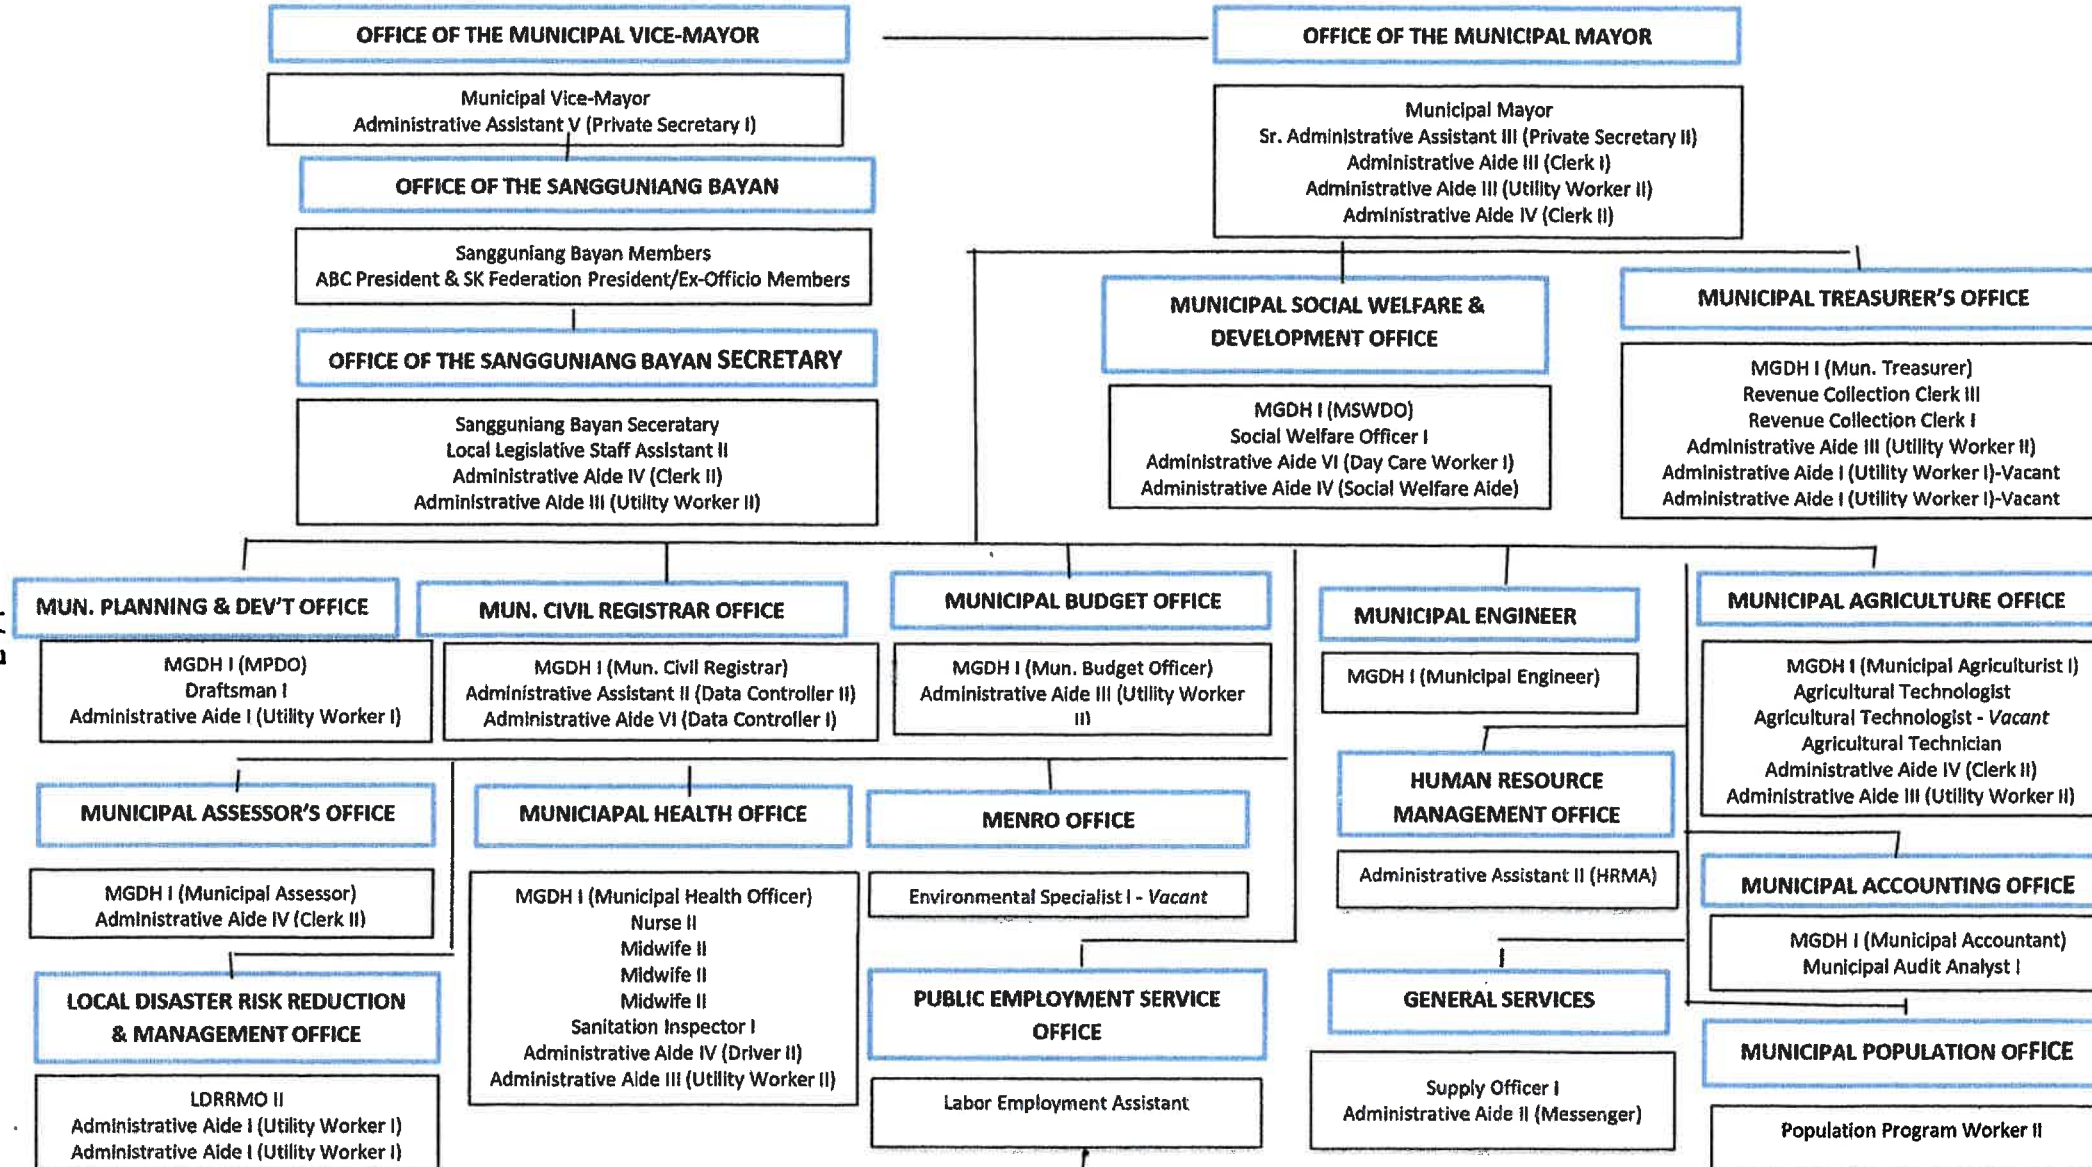 OFFICE OF THE MUNICIPAL VICE-MAYOR
Municipal Vice-Mayor
Administrative Assistant V (Private Secretary I)
OFFICE OF THE SANGGUNIANG BAYAN
Sangguniang Bayan Members
ABC President & SK Federation President/Ex-Officio Members
OFFICE OF THE SANGGUNIANG BAYAN SECRETARY
Sangguniang Bayan Seceratary
Local Legislative Staff Assistant II
Administrative Aide IV (Clerk II)
Administrative Aide III (Utility Worker II)
OFFICE OF THE MUNICIPAL MAYOR
Municipal Mayor
Sr. Administrative Assistant III (Private Secretary II)
Administrative Aide III (Clerk I)
Administrative Aide III (Utility Worker II)
Administrative Aide IV (Clerk II)
MUNICIPAL SOCIAL WELFARE &
DEVELOPMENT OFFICE
MGDH I (MSWDO)
Social Welfare Officer I
Administrative Aide VI (Day Care Worker I)
Administrative Aide IV (Social Welfare Aide)
MUNICIPAL TREASURER'S OFFICE
MGDH I (Mun. Treasurer)
Revenue Collection Clerk III
Revenue Collection Clerk I
Administrative Aide III (Utility Worker II)
Administrative Aide I (Utility Worker I)-Vacant
Administrative Aide I (Utility Worker I)-Vacant
MUN. PLANNING & DEV'T OFFICE
MGDH I (MPDO)
Draftsman I
Administrative Aide I (Utility Worker I)
MUN. CIVIL REGISTRAR OFFICE
MGDH I (Mun. Civil Registrar)
Administrative Assistant II (Data Controller II)
Administrative Aide VI (Data Controller I)
MUNICIPAL BUDGET OFFICE
MGDH I (Mun. Budget Officer)
Administrative Aide III (Utility Worker
II)
MUNICIPAL ENGINEER
MGDH I (Municipal Engineer)
MUNICIPAL AGRICULTURE OFFICE
MGDH I (Municipal Agriculturist I)
Agricultural Technologist
Agricultural Technologist - Vacant
Agricultural Technician
Administrative Aide IV (Clerk II)
Administrative Aide III (Utility Worker II)
MUNICIPAL ASSESSOR'S OFFICE
MGDH I (Municipal Assessor)
Administrative Aide IV (Clerk II)
MUNICIAPAL HEALTH OFFICE
MGDH I (Municipal Health Officer)
Nurse II
Midwife II
Midwife II
Midwife II
Sanitation Inspector I
Administrative Aide IV (Driver II)
Administrative Aide III (Utility Worker II)
MENRO OFFICE
Environmental Specialist I - Vacant
HUMAN RESOURCE
MANAGEMENT OFFICE
Administrative Assistant II (HRMA)
MUNICIPAL ACCOUNTING OFFICE
MGDH I (Municipal Accountant)
Municipal Audit Analyst I
LOCAL DISASTER RISK REDUCTION
& MANAGEMENT OFFICE
LDRRMO II
Administrative Aide I (Utility Worker I)
Administrative Aide I (Utility Worker I)
PUBLIC EMPLOYMENT SERVICE
OFFICE
Labor Employment Assistant
GENERAL SERVICES
Supply Officer I
Administrative Aide II (Messenger)
MUNICIPAL POPULATION OFFICE
Population Program Worker II